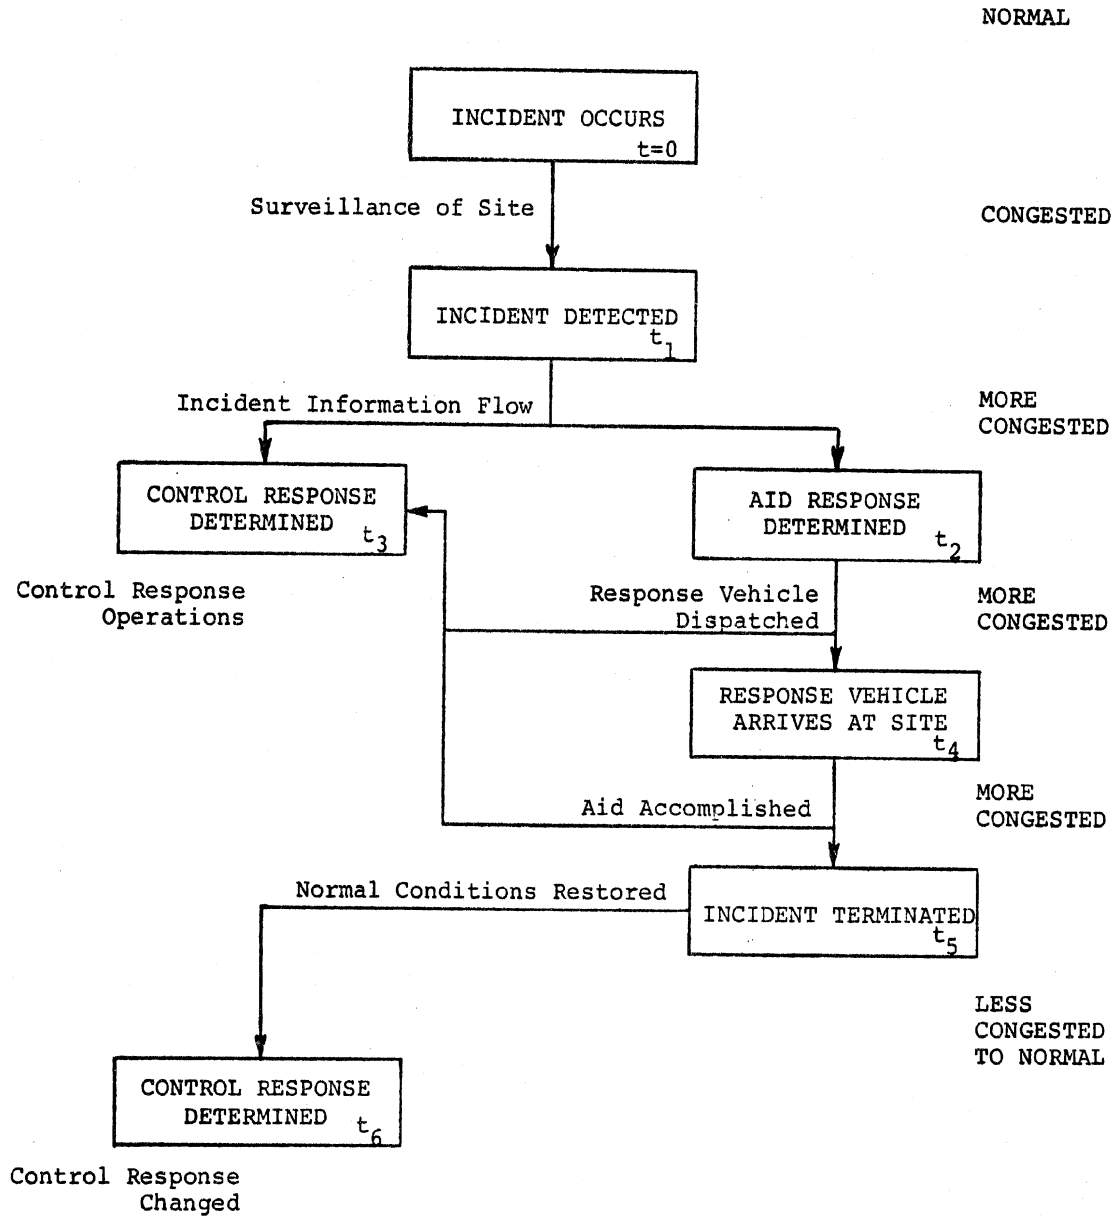 NORMAL
INCIDENT OCCURS
t=0
Surveillance of Site
CONGESTED
INCIDENT DETECTED
t1
Incident Information Flow
MORE
CONGESTED
CONTROL RESPONSE
DETERMINED
t3
AID RESPONSE
DETERMINED
t2
Control Response
Operations
Response Vehicle
Dispatched
MORE
CONGESTED
RESPONSE VEHICLE
ARRIVES AT SITE
t4
Aid Accomplished
MORE
CONGESTED
Normal Conditions Restored
INCIDENT TERMINATED
t5
LESS
CONGESTED
TO NORMAL
CONTROL RESPONSE
DETERMINED
t6
Control Response
Changed